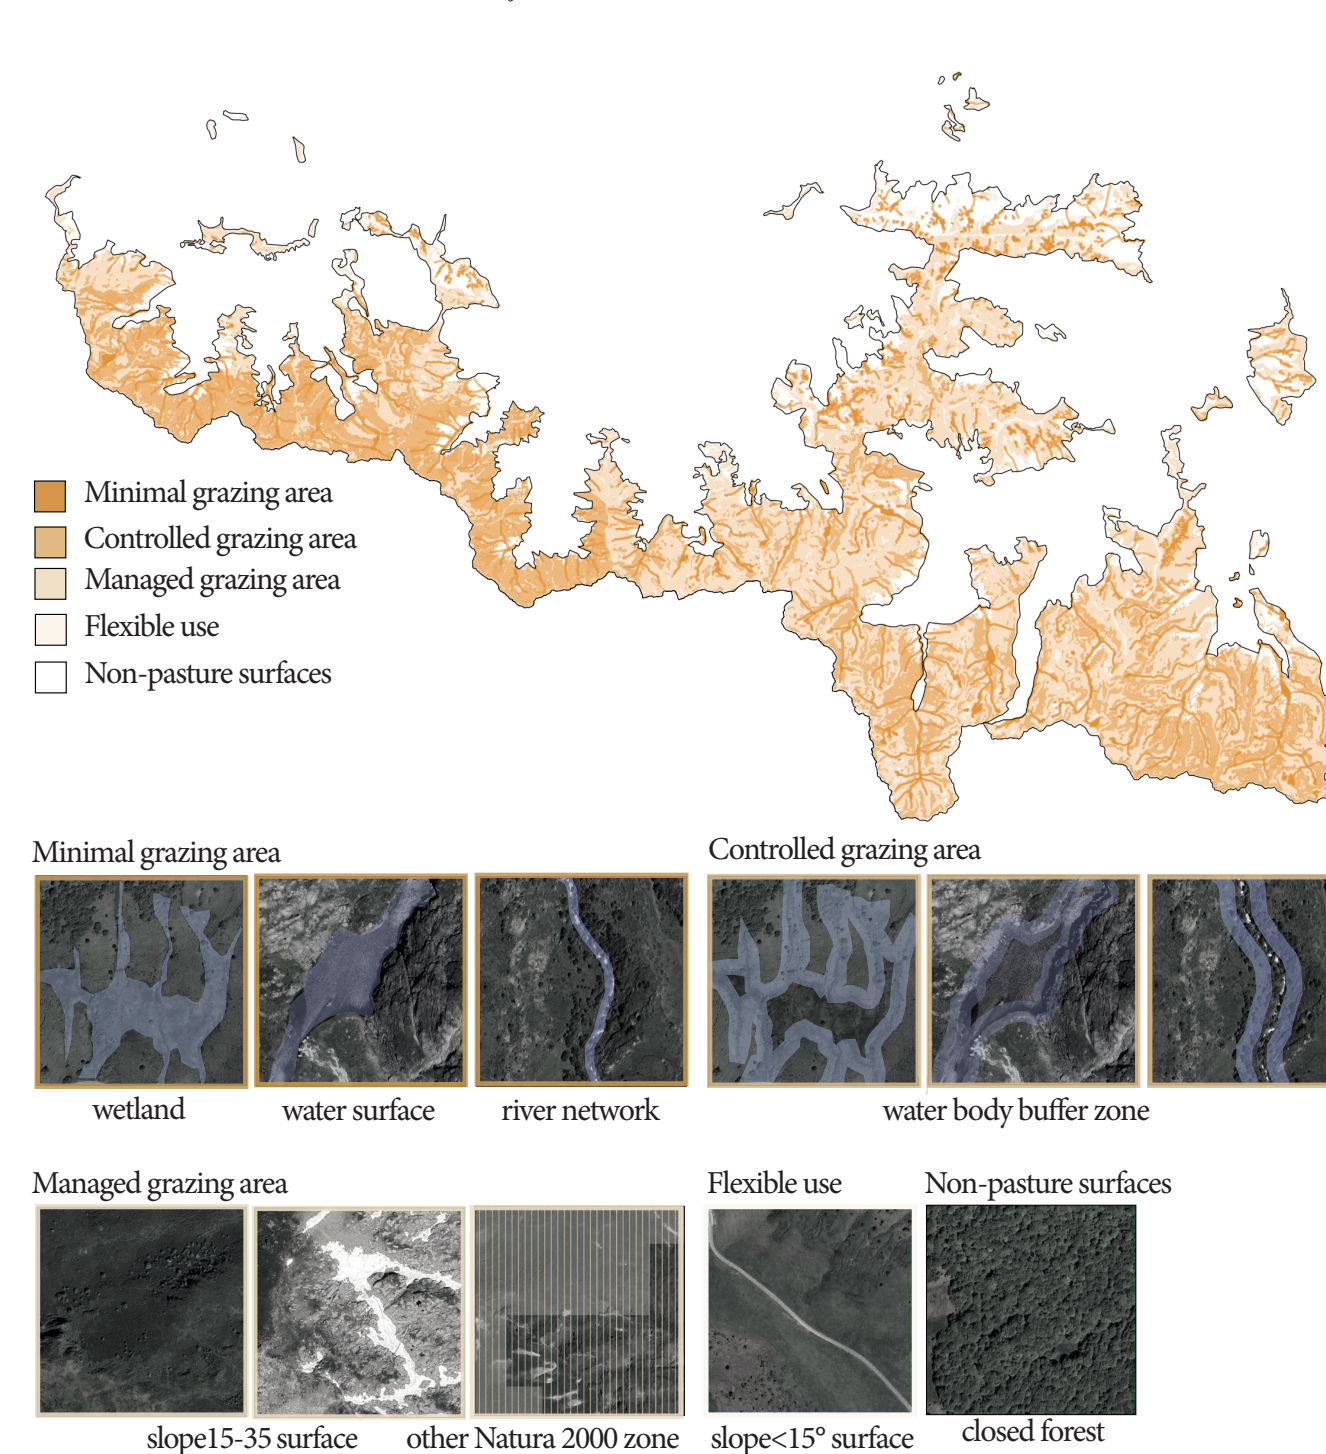 Minimal grazing area
Controlled grazing area
Managed grazing area
Flexible use
Non-pasture surfaces
Minimal grazing area
Controlled grazing area
wetland
water surface
river network
water body buffer zone
Managed grazing area
Flexible use
Non-pasture surfaces
slope15-35 surface
other Natura 2000 zone
slope<15° surface
closed forest